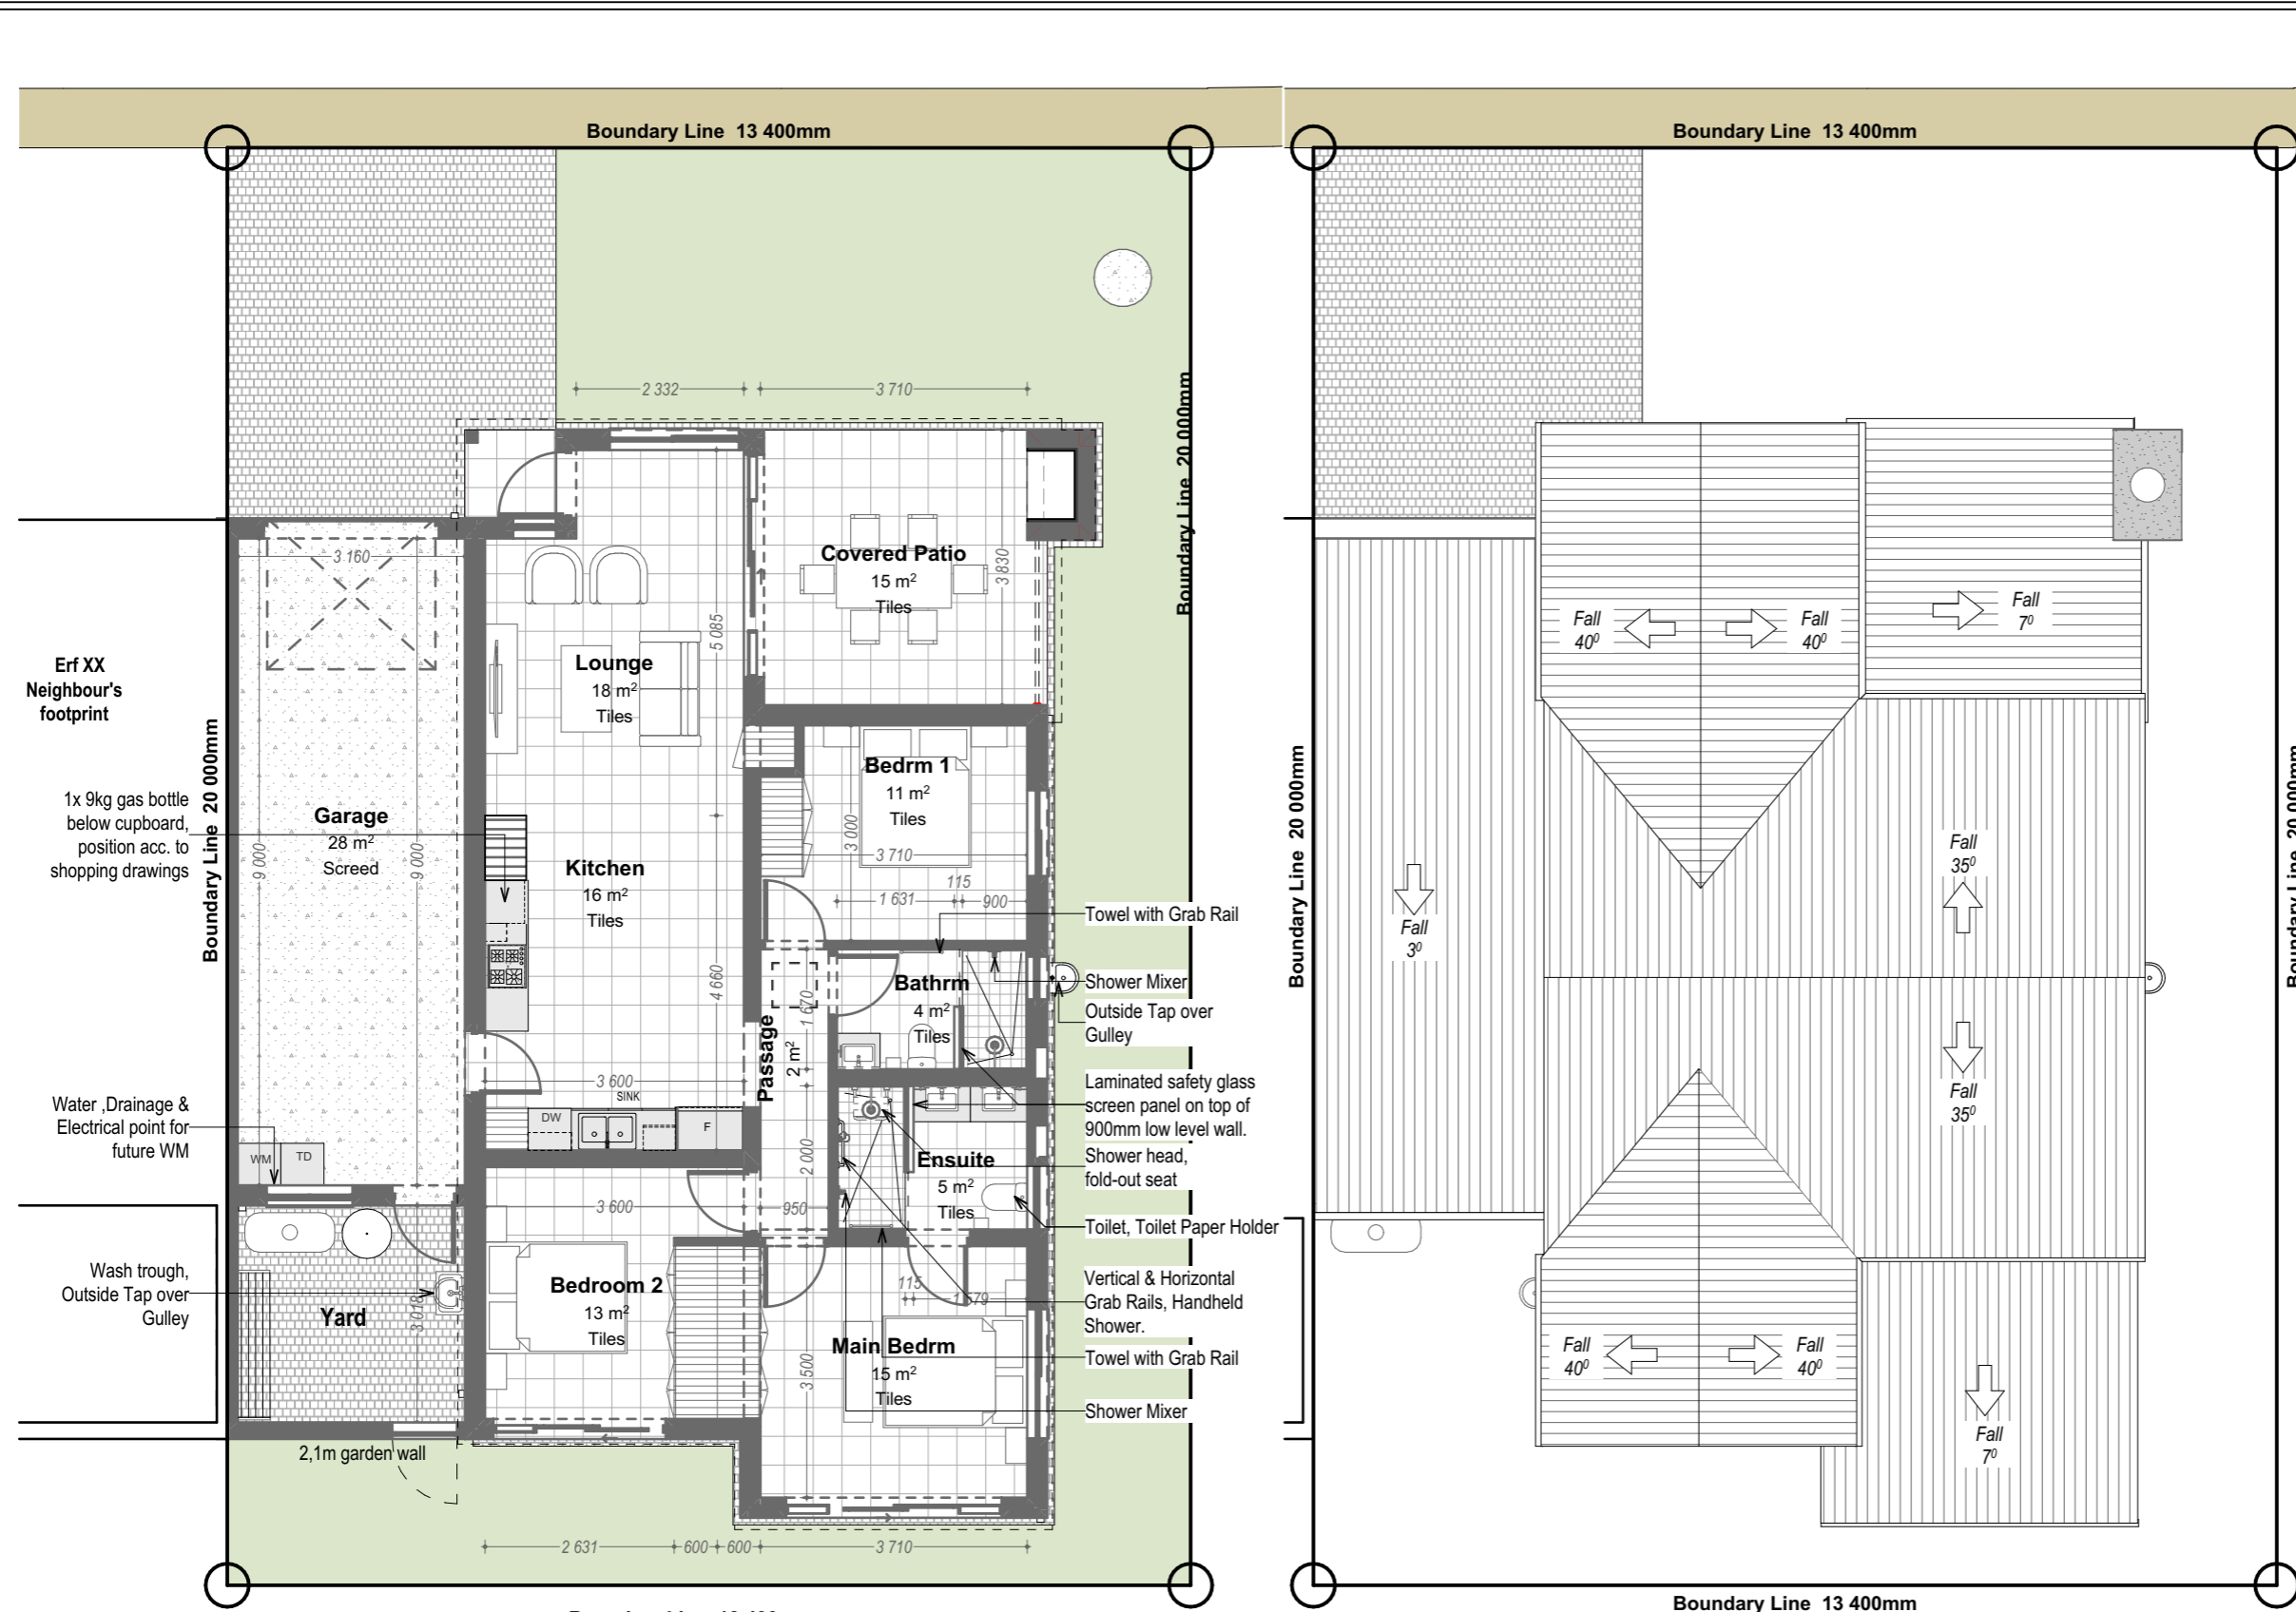 Boundary Line 13 400mm
Boundary Line 13 400mm
2 332
3 710
Boundary Line 20 000mm
3 160
Covered Patio
15 m²
Tiles
3 830
Lounge
18 m²
Tiles
5 085
Erf XX
Neighbour's
footprint
Boundary Line 20 000mm
1x 9kg gas bottle
below cupboard,
position acc. to
shopping drawings
Garage
28 m²
Screed
9 000
9 000
Kitchen
16 m²
Tiles
4 660
Bedrm 1
11 m²
Tiles
3 000
3 710
115
1 631
900
Towel with Grab Rail
Bathrm
4 m²
Tiles
Shower Mixer
Outside Tap over
Gulley
Passage
2 m²
1 670
3 600
SINK
DW
F
Laminated safety glass
screen panel on top of
900mm low level wall.
Shower head,
fold-out seat
Water ,Drainage &
Electrical point for
future WM
WM
TD
2 000
Ensuite
5 m²
Tiles
3 600
950
Toilet, Toilet Paper Holder
Wash trough,
Outside Tap over
Gulley
Yard
3 018
Bedroom 2
13 m²
Tiles
115
Vertical & Horizontal
Grab Rails, Handheld
Shower.
Main Bedrm
15 m²
Tiles
3 500
Towel with Grab Rail
Shower Mixer
2,1m garden wall
2 631
600
600
3 710
Fall
40⁰
Fall
40⁰
Fall
7⁰
Boundary Line 20 000mm
Boundary Line 20 000mm
Fall
3⁰
Fall
35⁰
Fall
35⁰
Fall
40⁰
Fall
40⁰
Fall
7⁰
Boundary Line 13 400mm